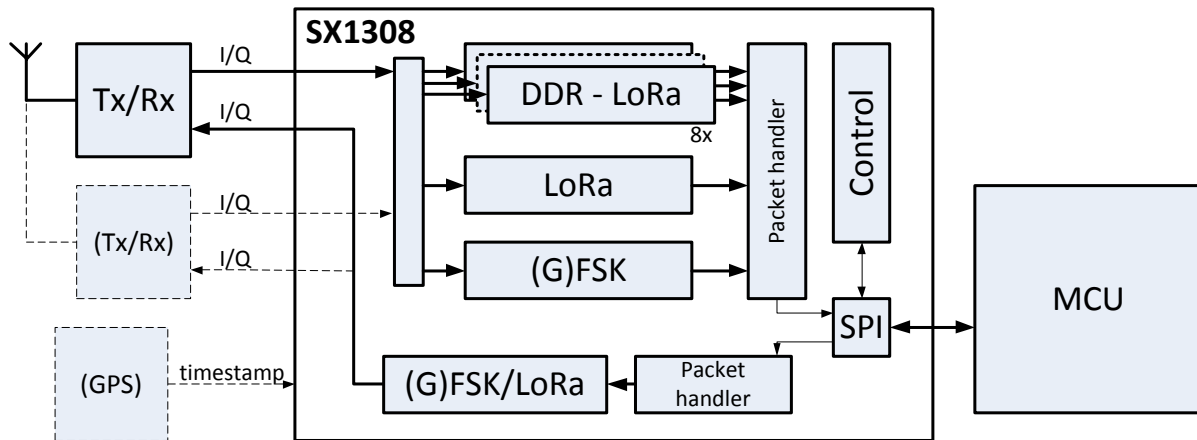 SX1308
I/Q
Tx/Rx
I/Q
DDR - LoRa
8x
LoRa
(G)FSK
Packet handler
Control
I/Q
(Tx/Rx)
I/Q
SPI
MCU
(GPS)
timestamp
(G)FSK/LoRa
Packet
handler